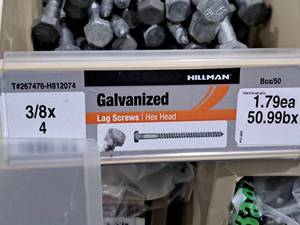 HILLMAN
T#267476-H812074
Box/50
3/8x
4
Galvanized
Lag Screws | Hex Head
1.79ea
50.99bx